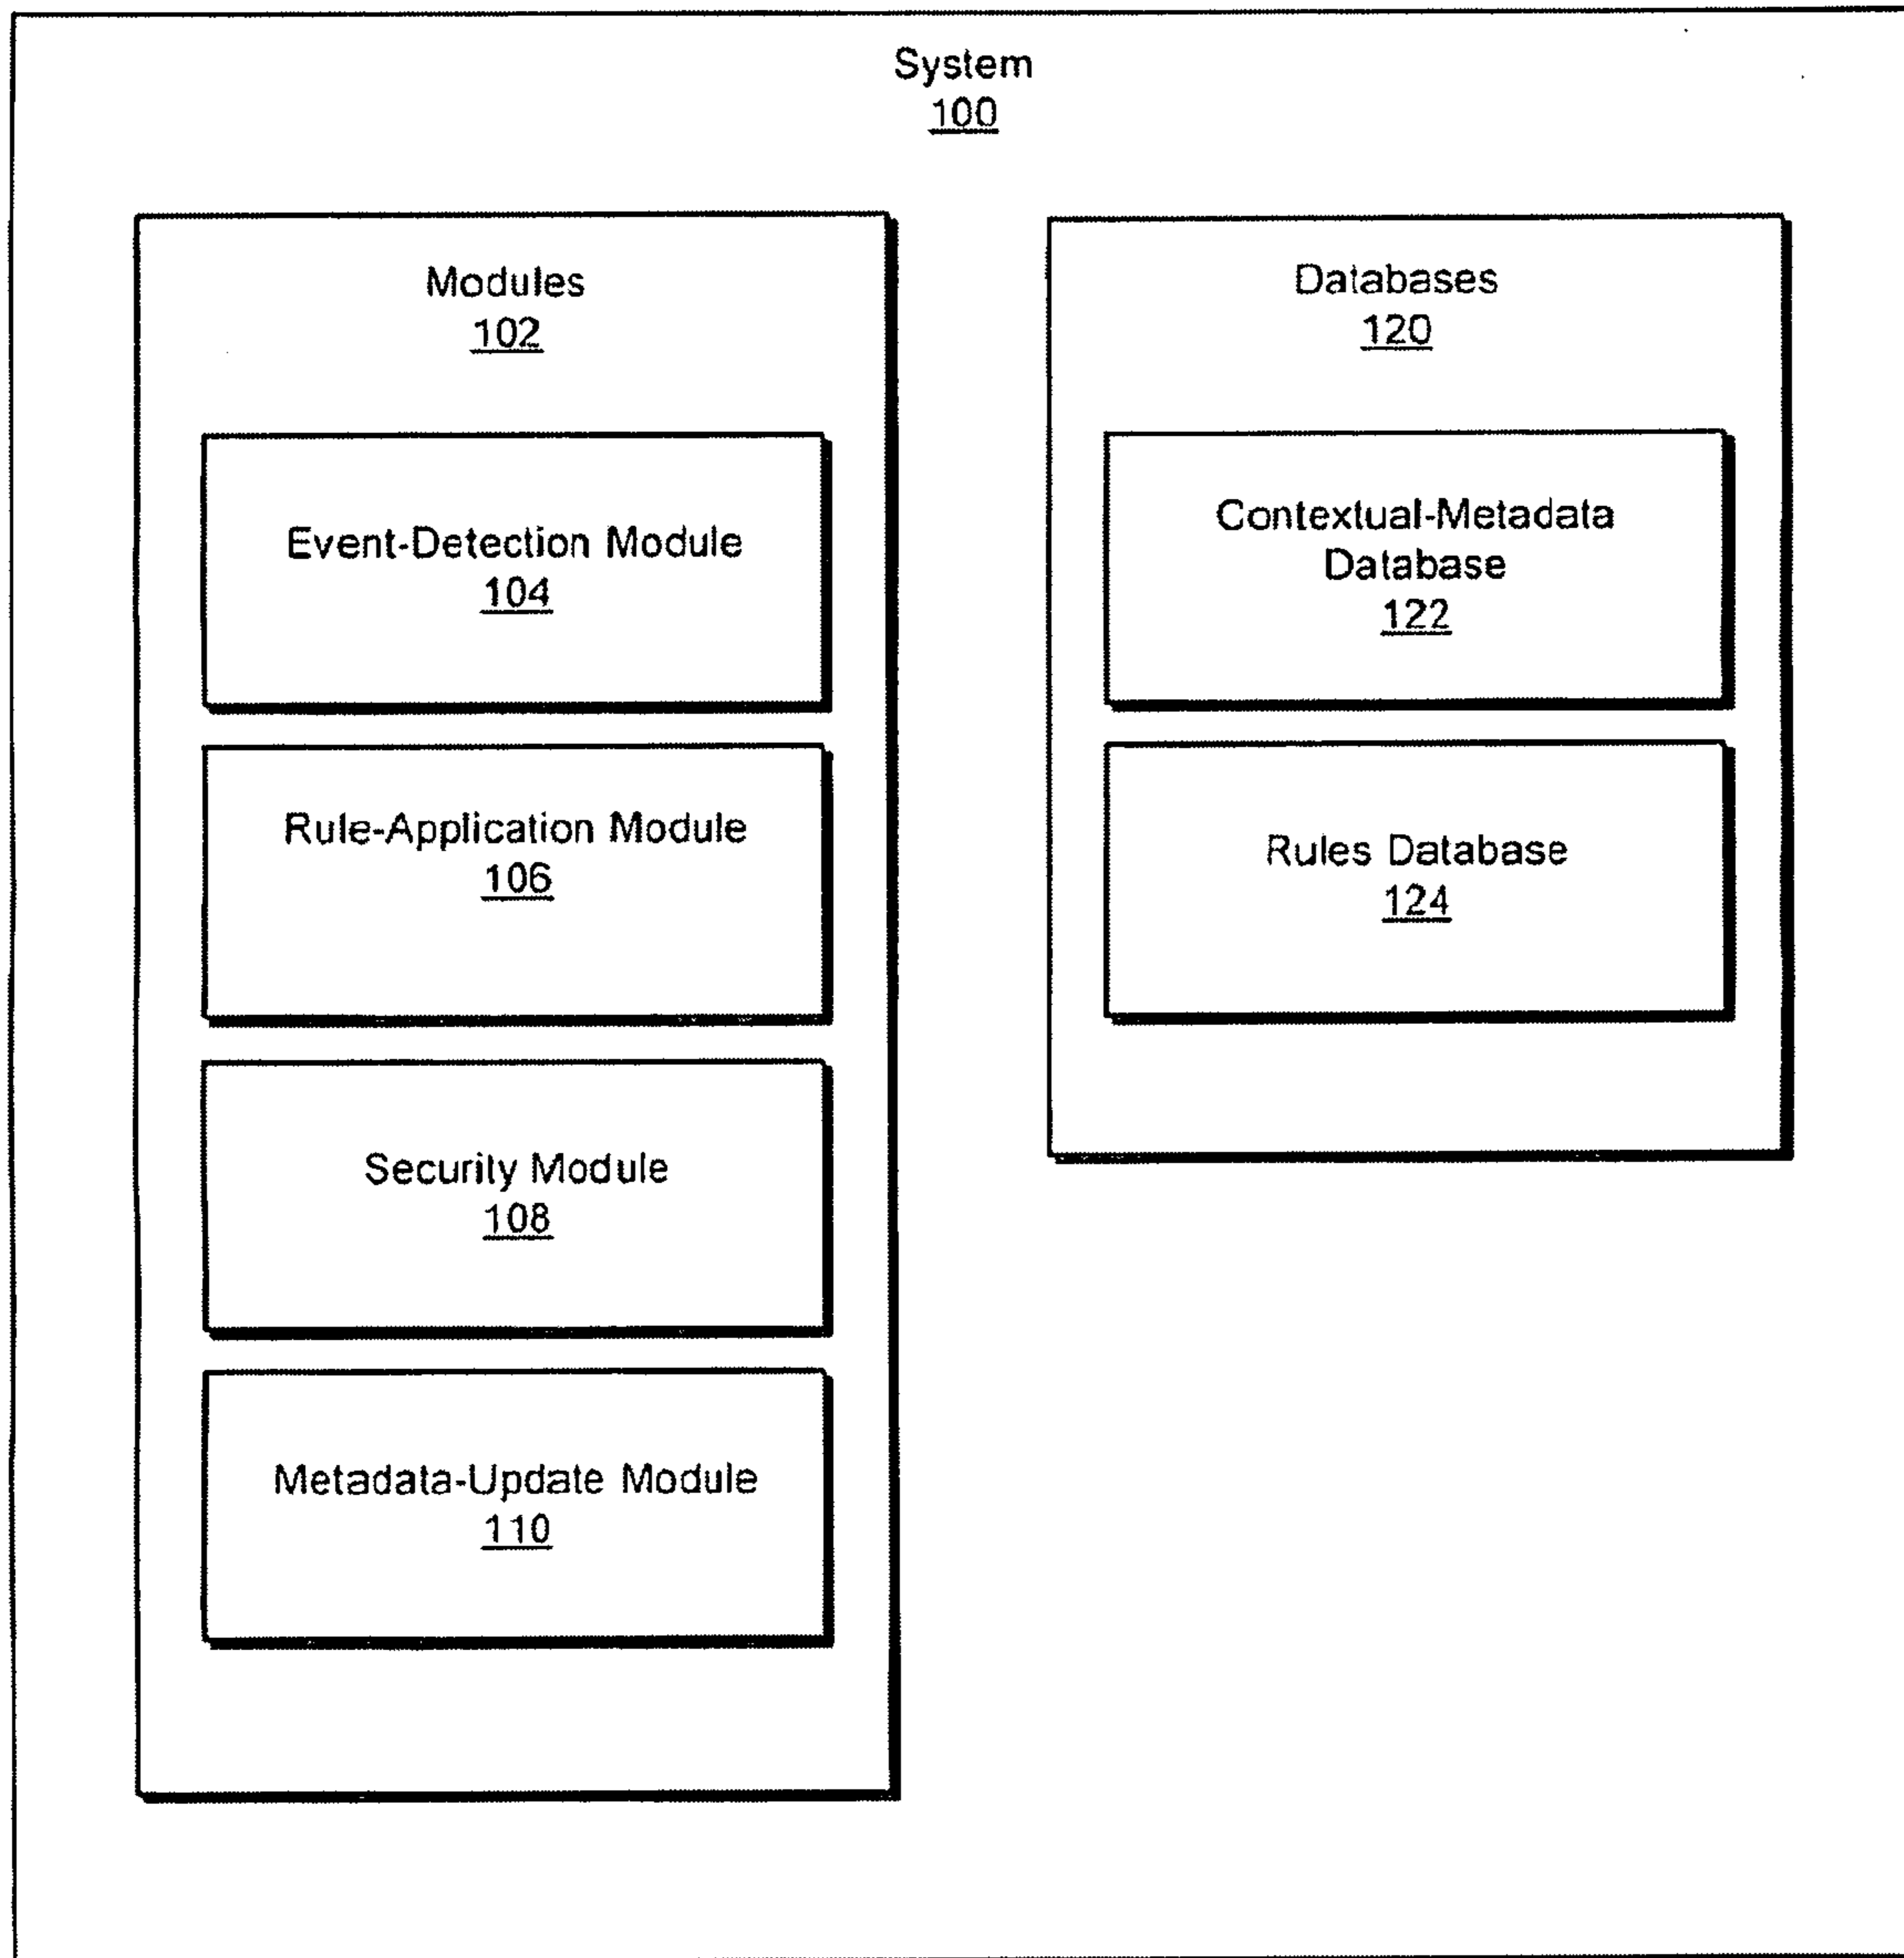 System
100
Modules
102
Event-Detection Module
104
Rule-Application Module
106
Security Module
108
Metadata-Update Module
110
Databases
120
Contextual-Metadata
Database
122
Rules Database
124